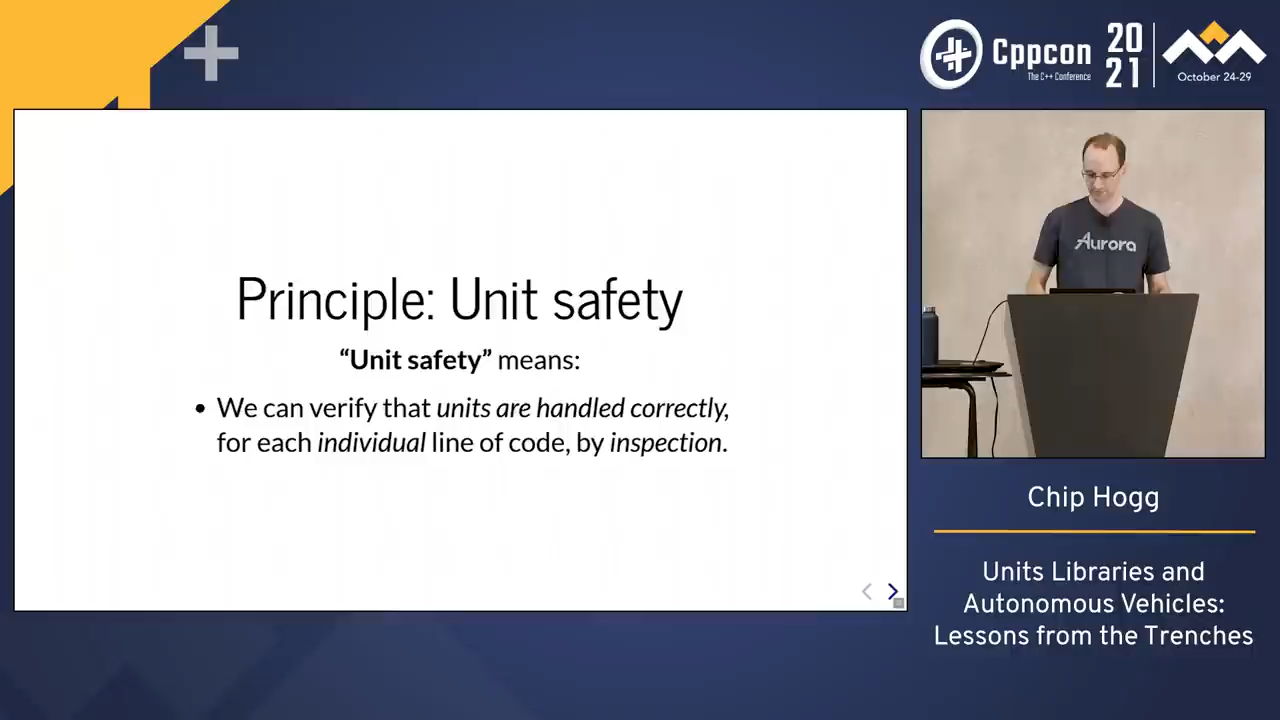 Cppcon
The C++ Conference
20
21
October 24-29
Principle: Unit safety
“Unit safety” means:
• We can verify that units are handled correctly,
for each individual line of code, by inspection.
Aurora
Chip Hogg
Units Libraries and
Autonomous Vehicles:
Lessons from the Trenches